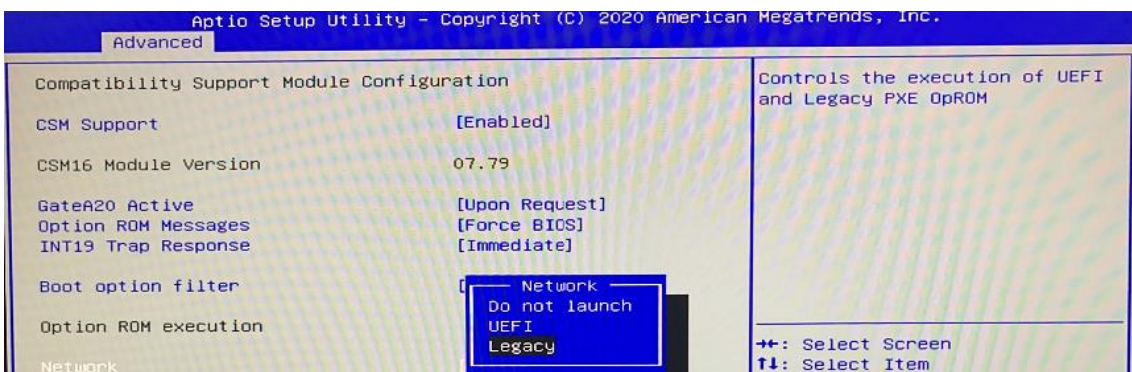 Aptio Setup Utility - Copyright (C) 2020 American Megatrends, Inc.
Advanced
Compatibility Support Module Configuration
CSM Support [Enabled]
CSM16 Module Version 07.79
GateA20 Active [Upon Request]
Option ROM Messages [Force BIOS]
INT19 Trap Response [Immediate]
Boot option filter [
Network
Do not launch
UEFI
Legacy
Option ROM execution
Network
Controls the execution of UEFI
and Legacy PXE OpROM
→←: Select Screen
↑↓: Select Item